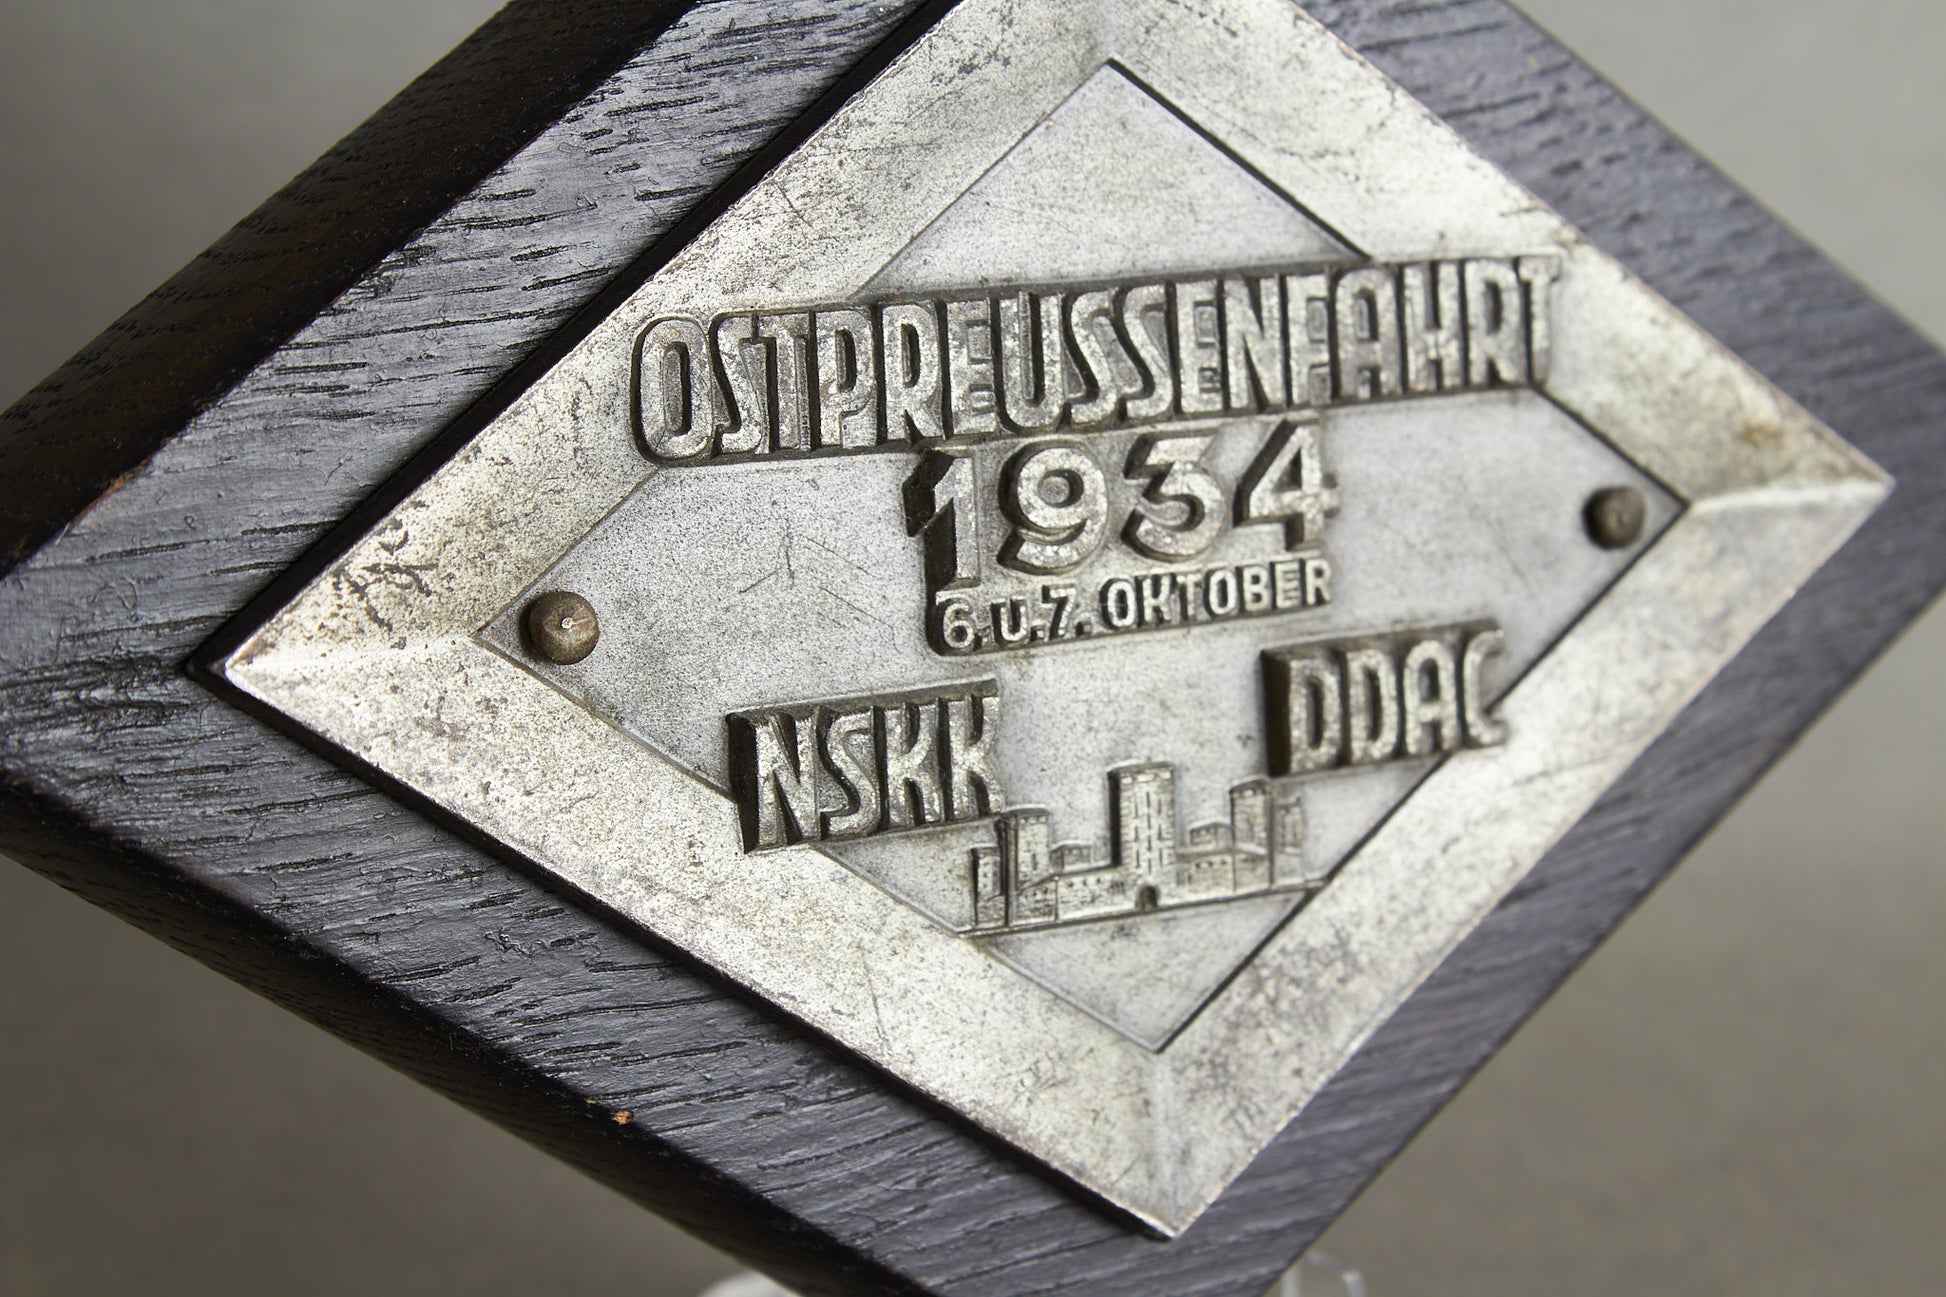 OSTPREUSSENFAHRT
1934
6. U. 7. OKTOBER
NSKK DDAC